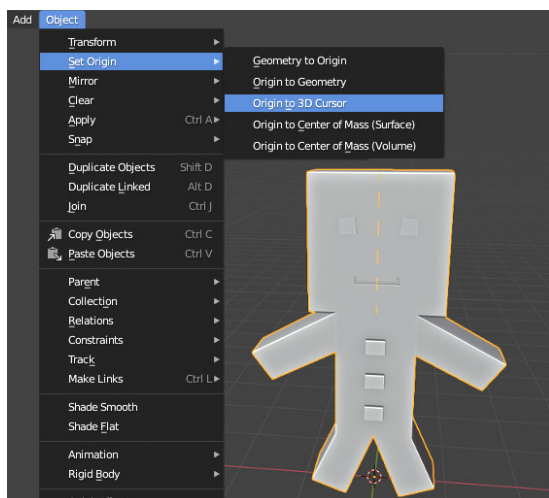 Add Object
Transform
Set Origin
Mirror
Clear
Apply Ctrl A
Snap
Duplicate Objects Shift D
Duplicate Linked Alt D
Join Ctrl J
Copy Objects Ctrl C
Paste Objects Ctrl V
Parent
Collection
Relations
Constraints
Track
Make Links Ctrl L
Shade Smooth
Shade Flat
Animation
Rigid Body
Geometry to Origin
Origin to Geometry
Origin to 3D Cursor
Origin to Center of Mass (Surface)
Origin to Center of Mass (Volume)